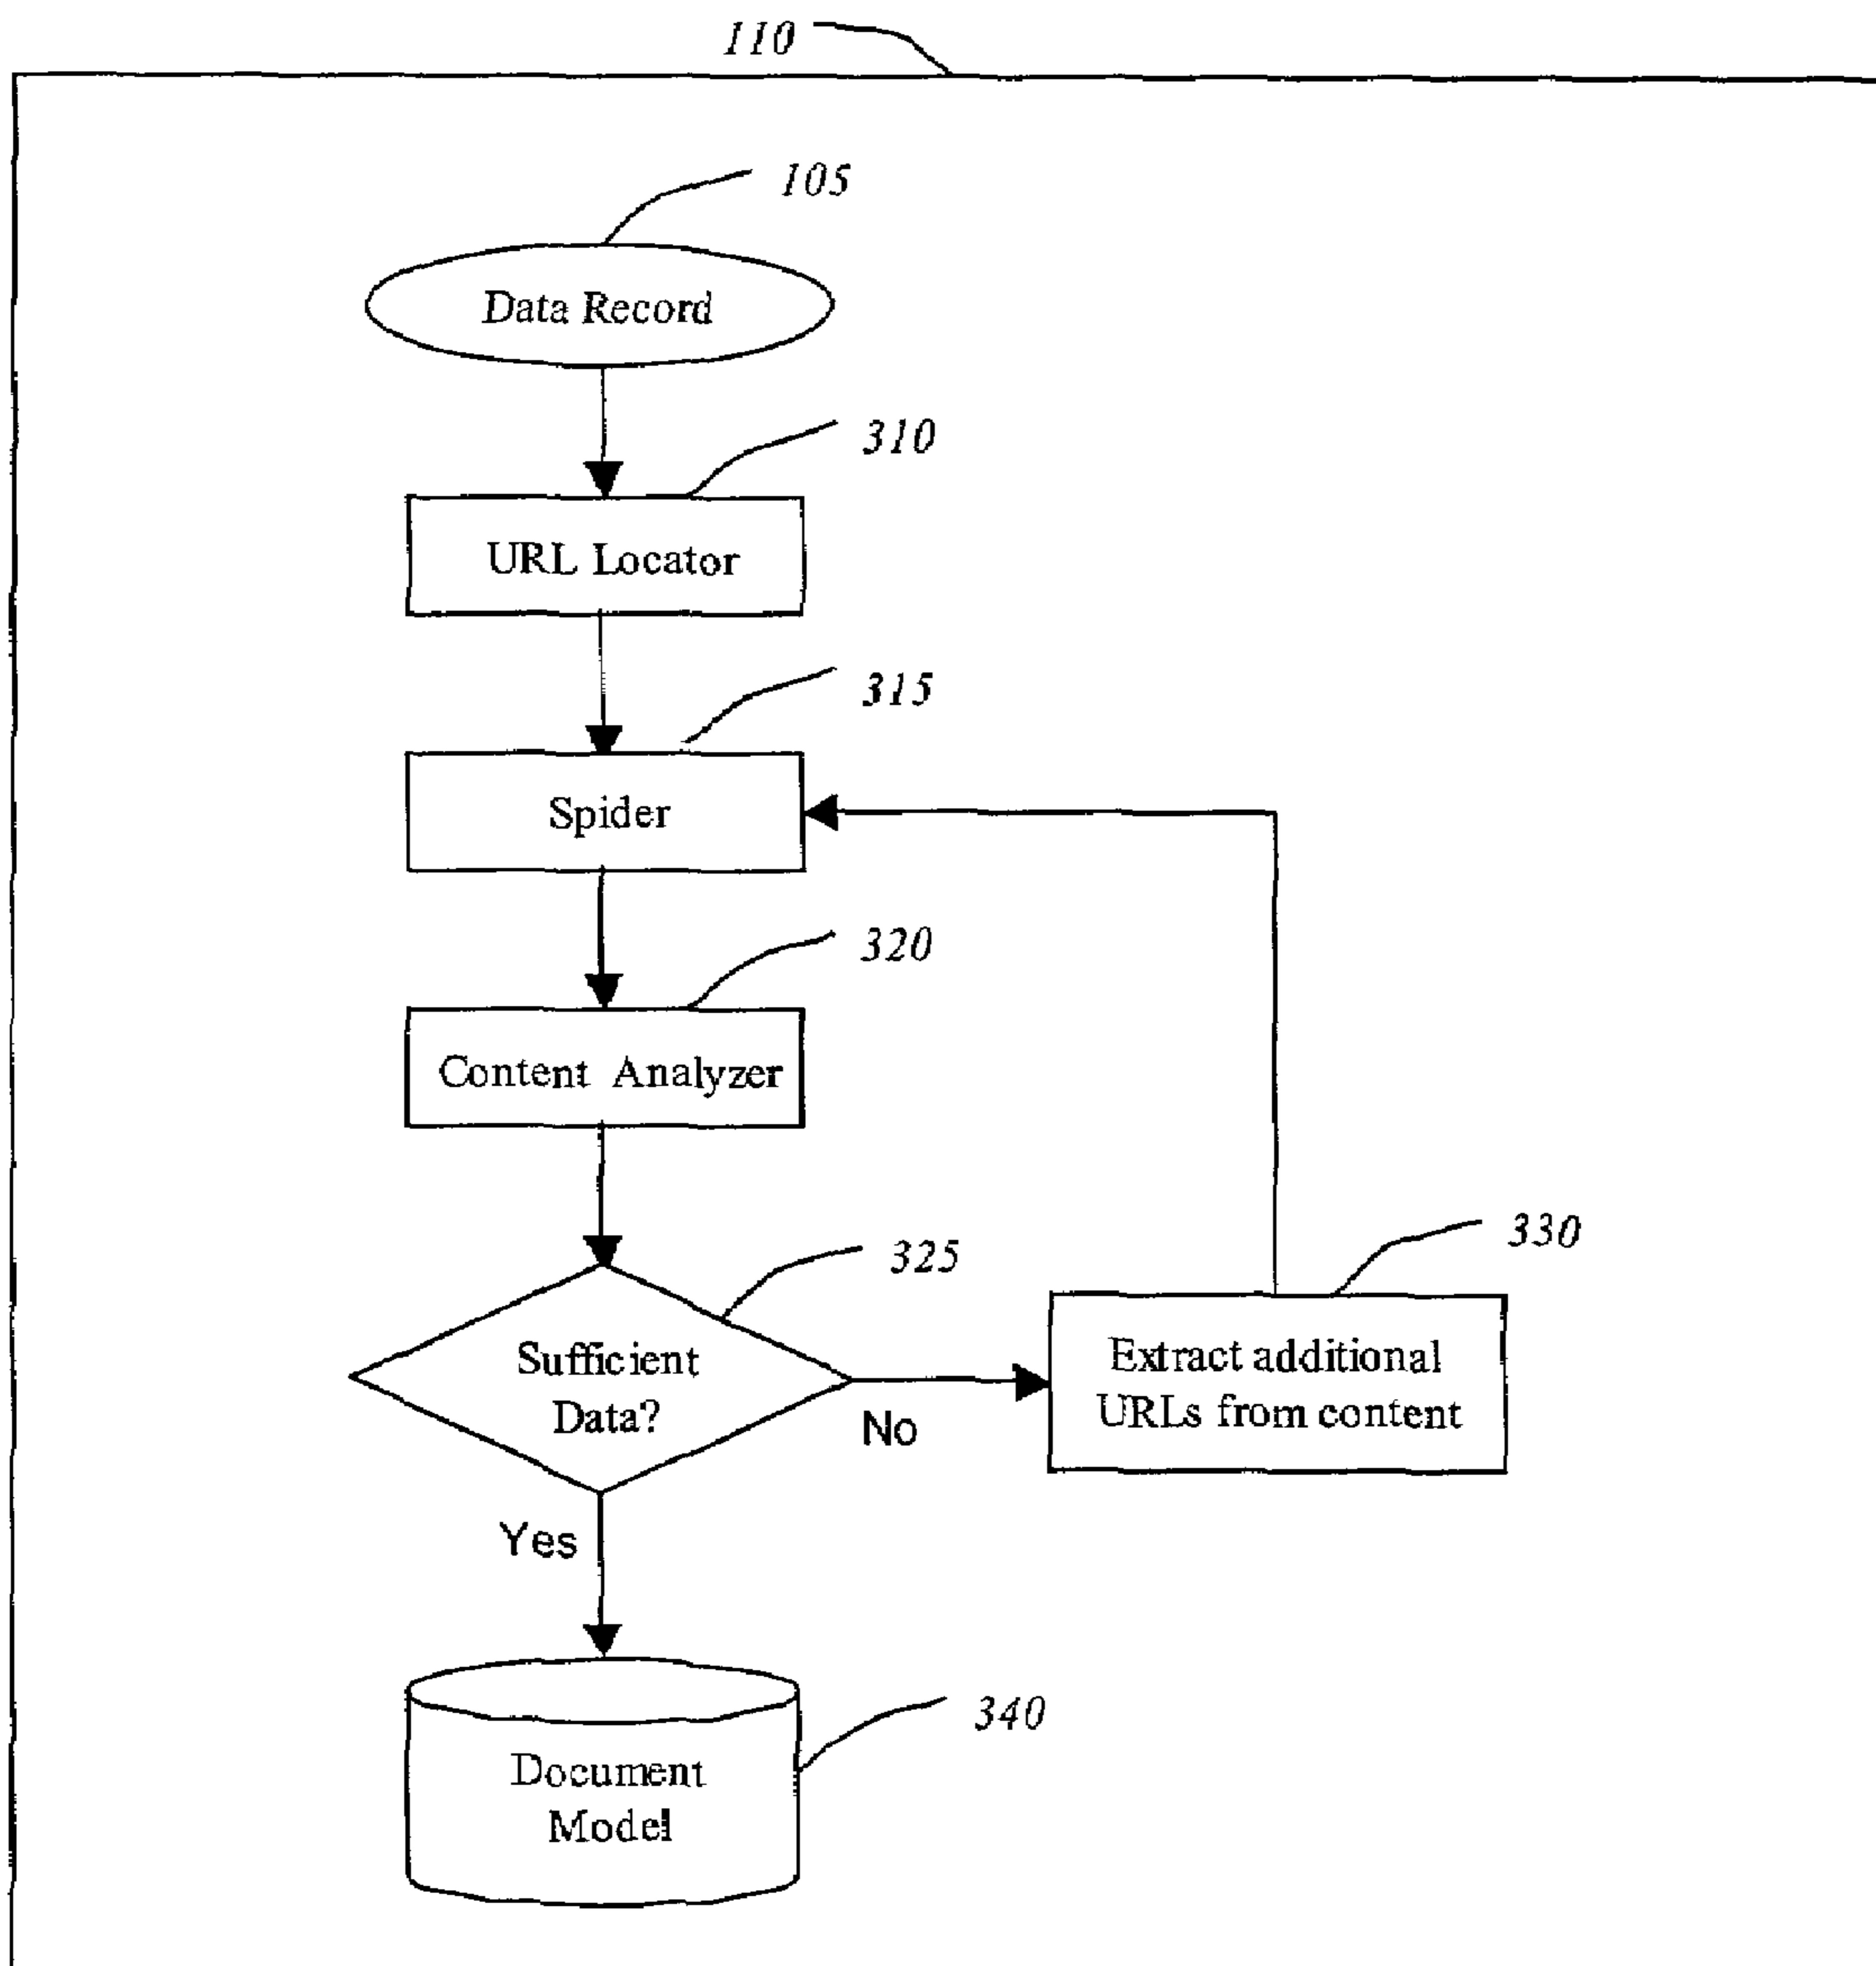 110
105
Data Record
310
URL Locator
315
Spider
320
Content Analyzer
325
330
Sufficient
Data?
Extract additional
URLs from content
No
Yes
340
Document
Model